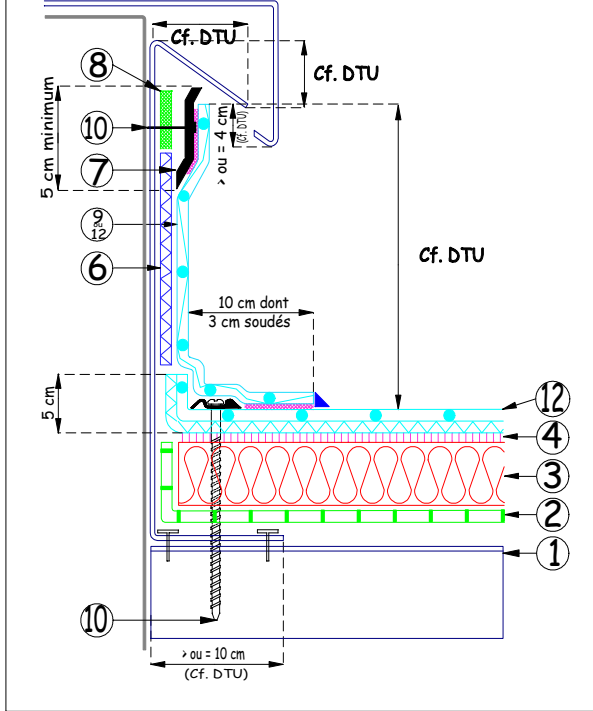 Cf. DTU
Cf. DTU
8
5 cm minimum
10
> ou = 4 cm
(Cf. DTU)
7
9
ou
12
Cf. DTU
6
10 cm dont
3 cm soudés
5 cm
12
4
3
2
1
10
> ou = 10 cm
(Cf. DTU)